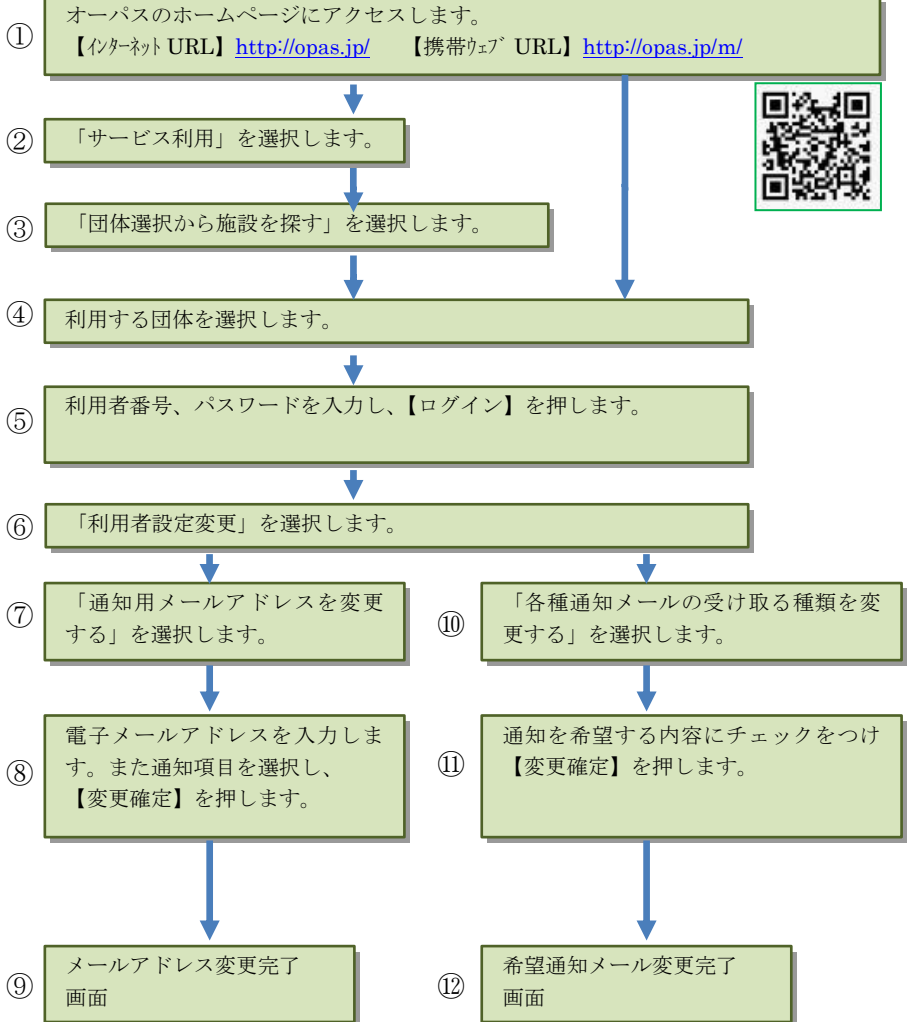 ①
オーパスのホームページにアクセスします。
【インターネット URL】http://opas.jp/　【携帯ウェブ URL】http://opas.jp/m/
②
「サービス利用」を選択します。
③
「団体選択から施設を探す」を選択します。
④
利用する団体を選択します。
⑤
利用者番号、パスワードを入力し、【ログイン】を押します。
⑥
「利用者設定変更」を選択します。
⑦
「通知用メールアドレスを変更
する」を選択します。
⑧
電子メールアドレスを入力しま
す。また通知項目を選択し、
【変更確定】を押します。
⑨
メールアドレス変更完了
画面
⑩
「各種通知メールの受け取る種類を変
更する」を選択します。
⑪
通知を希望する内容にチェックをつけ
【変更確定】を押します。
⑫
希望通知メール変更完了
画面